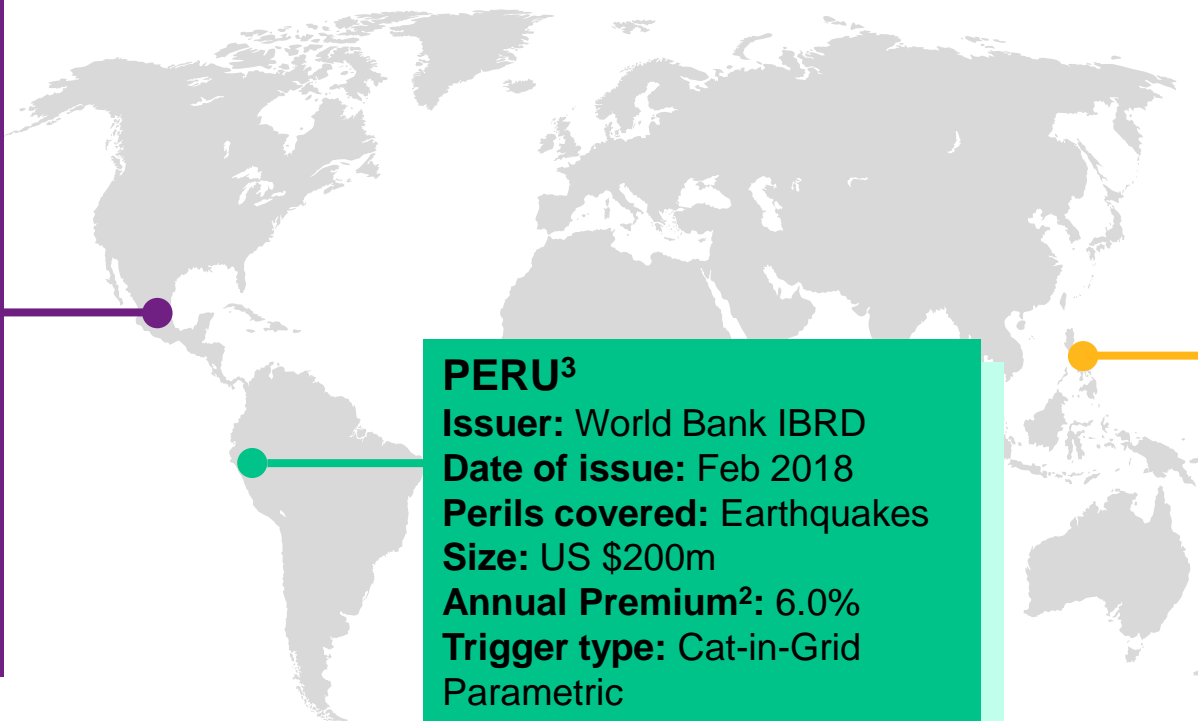 PERU³
Issuer: World Bank IBRD
Date of issue: Feb 2018
Perils covered: Earthquakes
Size: US $200m
Annual Premium²: 6.0%
Trigger type: Cat-in-Grid
Parametric